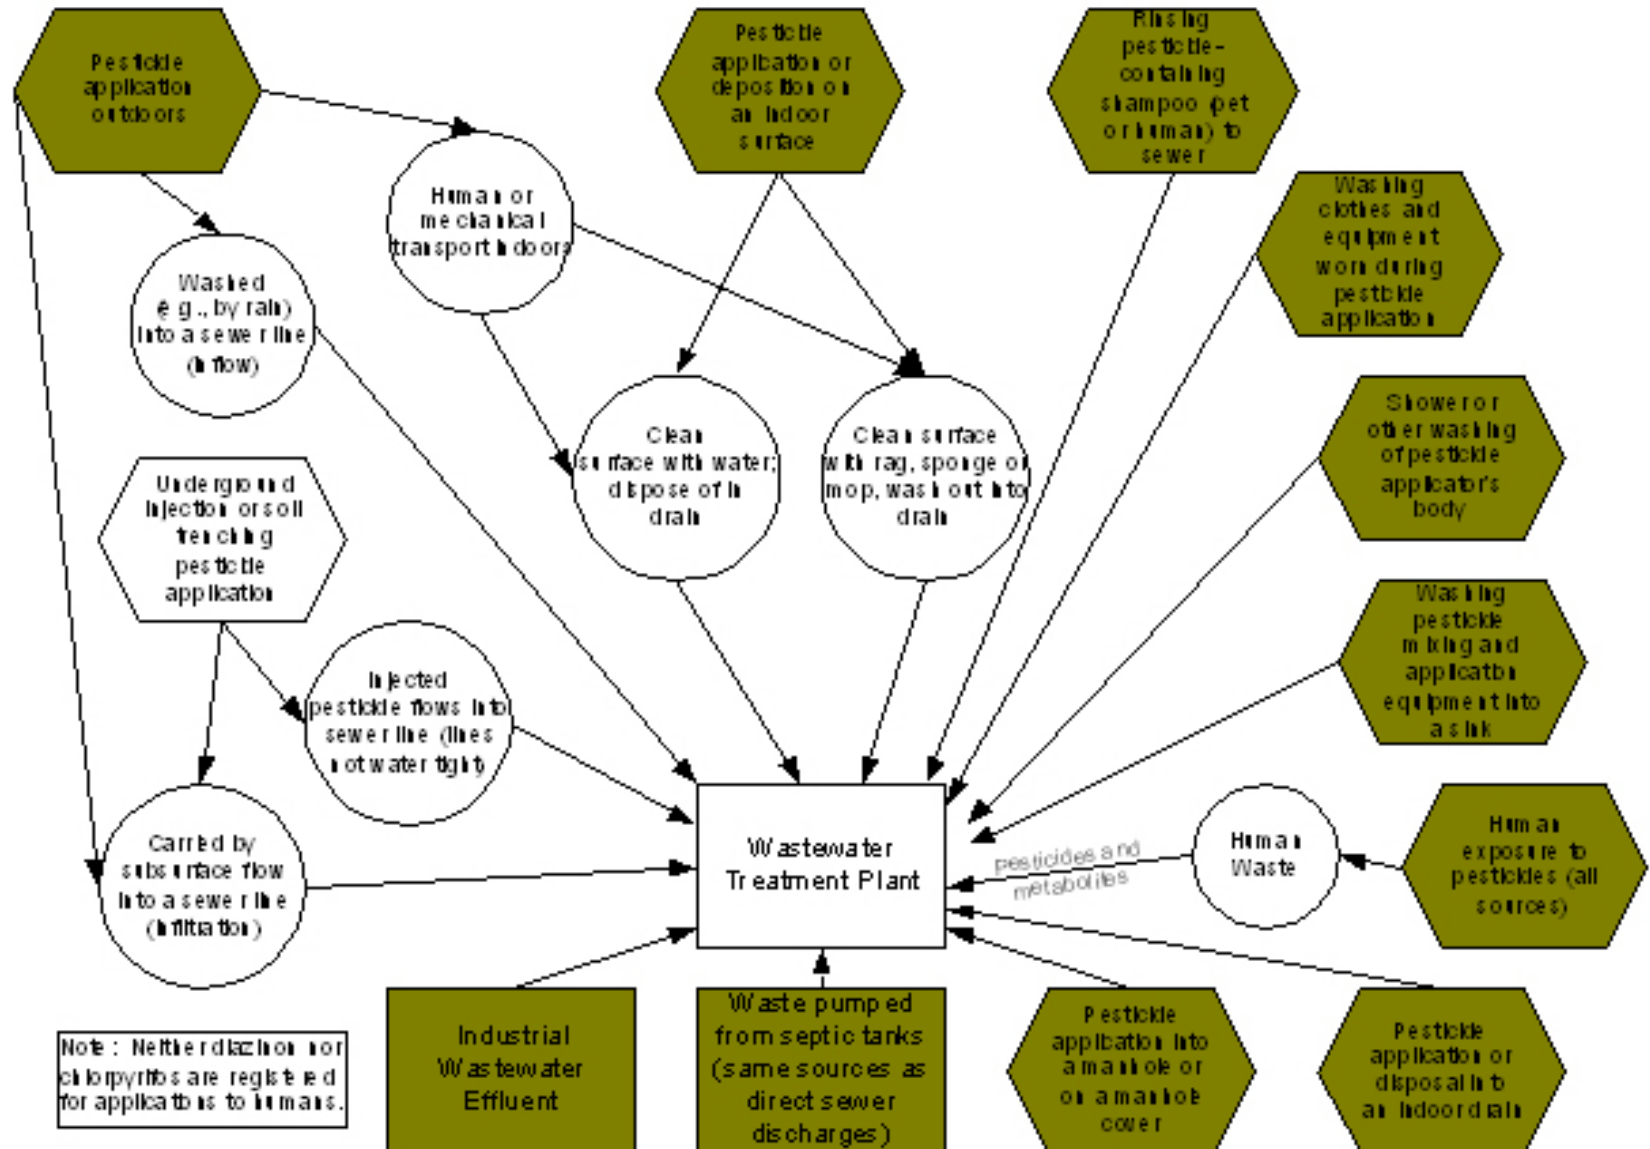 Pesticide
application
outdoors
Pesticide
application or
deposition on
an indoor
surface
Rinsing
pesticide-
containing
shampoo (pet
or human) to
sewer
Human or
mechanical
transport indoors
Washing
clothes and
equipment
worn during
pesticide
application
Washed
(e.g., by rain)
into a sewer line
(inflow)
Clean
surface with water;
dispose of in
drain
Clean surface
with rag, sponge or
mop, wash out into
drain
Shower or
other washing
of pesticide
applicator's
body
Underground
injection or soil
trenching
pesticide
application
Washing
pesticide
mixing and
application
equipment into
a sink
Injected
pesticide flows into
sewer line (lines
not water tight)
Carried by
subsurface flow
into a sewer line
(infiltration)
Wastewater
Treatment Plant
pesticides and
metabolites
Human
Waste
Human
exposure to
pesticides (all
sources)
Note: Neither diazinon nor
chlorpyrifos are registered
for applications to humans.
Industrial
Wastewater
Effluent
Waste pumped
from septic tanks
(same sources as
direct sewer
discharges)
Pesticide
application into
a manhole or
on a manhole
cover
Pesticide
application or
disposal into
an indoor drain